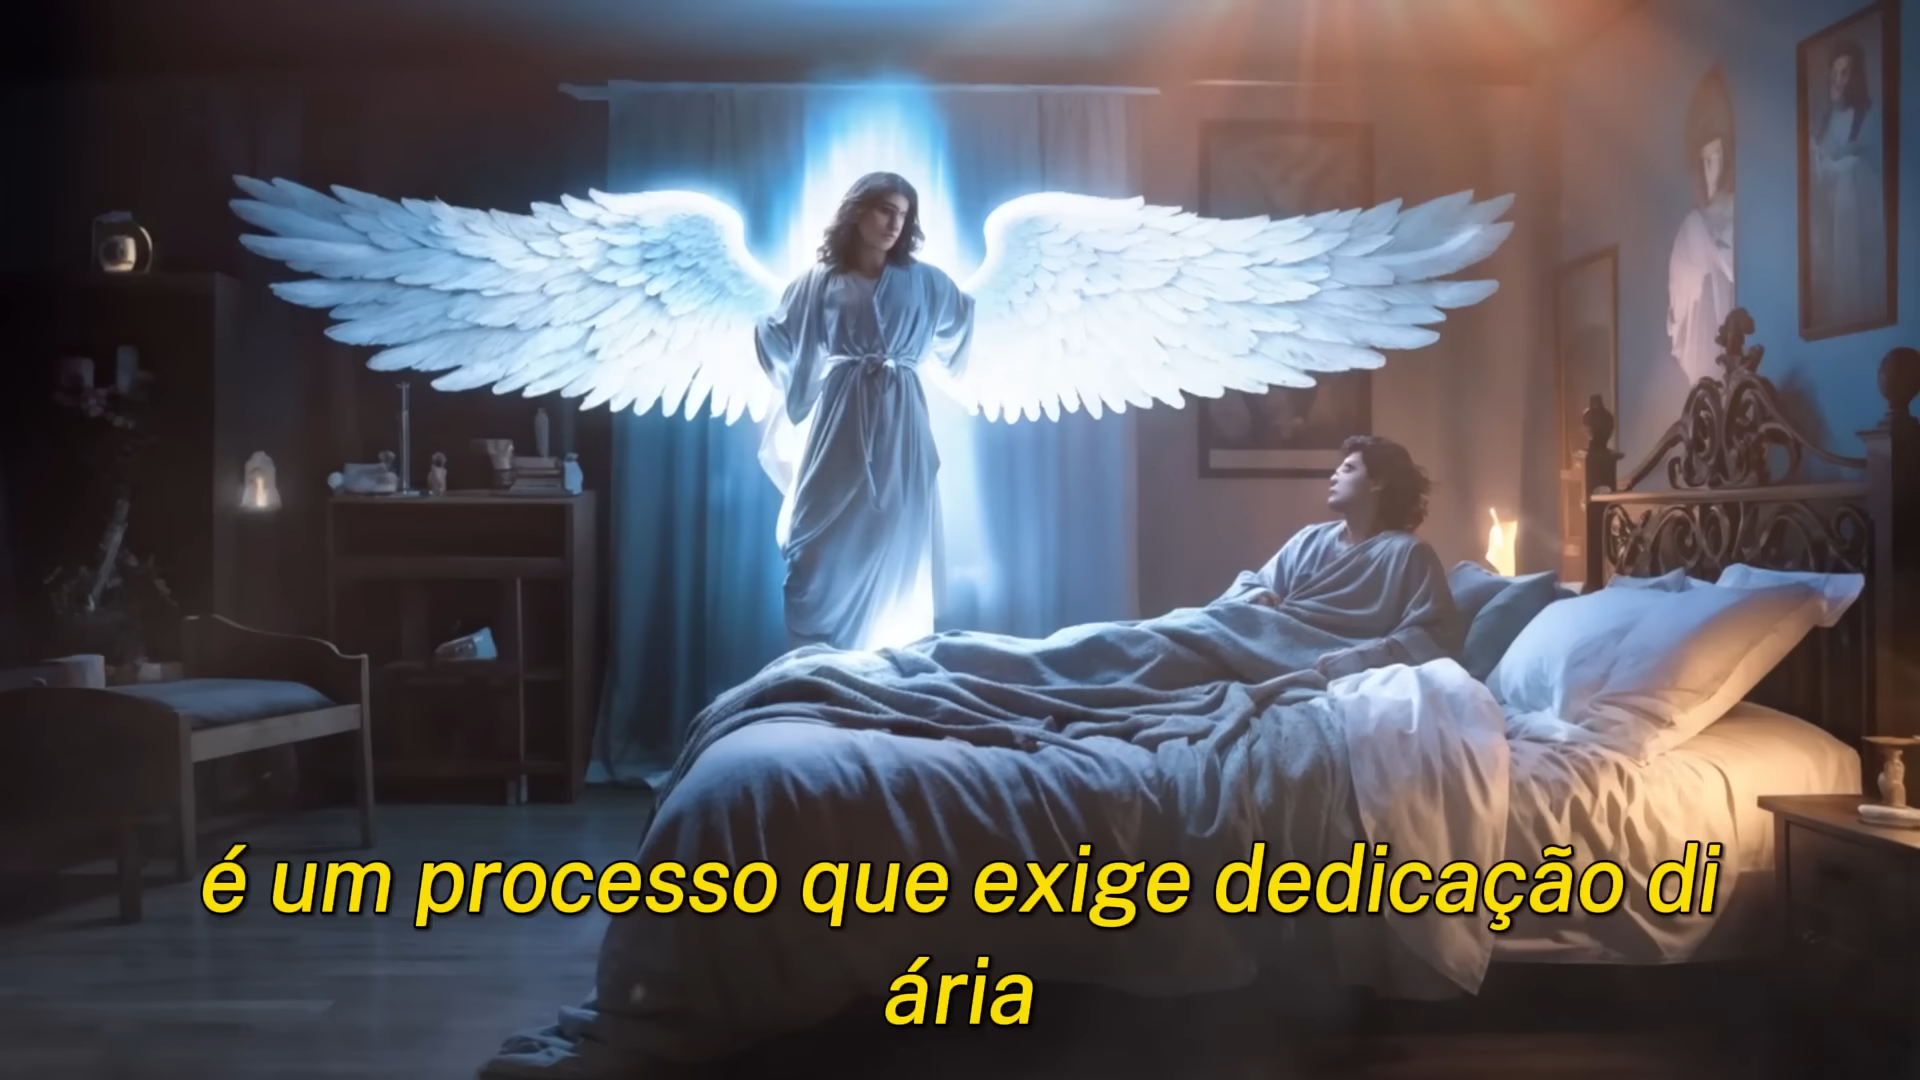 é um processo que exige dedicação di
ária